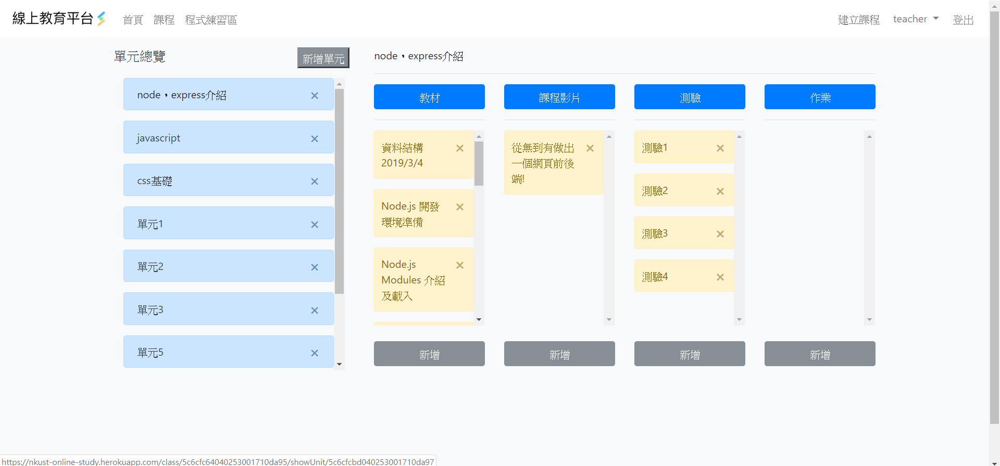 線上教育平台
首頁 課程 程式練習區
建立課程 teacher 登出
單元總覽
新增單元
node，express介紹
javascript
css基礎
單元1
單元2
單元3
單元5
node，express介紹
教材
資料結構
2019/3/4
Node.js 開發
環境準備
Node.js
Modules 介紹
及載入
新增
課程影片
從無到有做出
一個網頁前後
端!
新增
測驗
測驗1
測驗2
測驗3
測驗4
新增
作業
新增
https://nkust-online-study.herokuapp.com/class/5c6cfc64040253001710da95/showUnit/5c6cfcbd040253001710da97